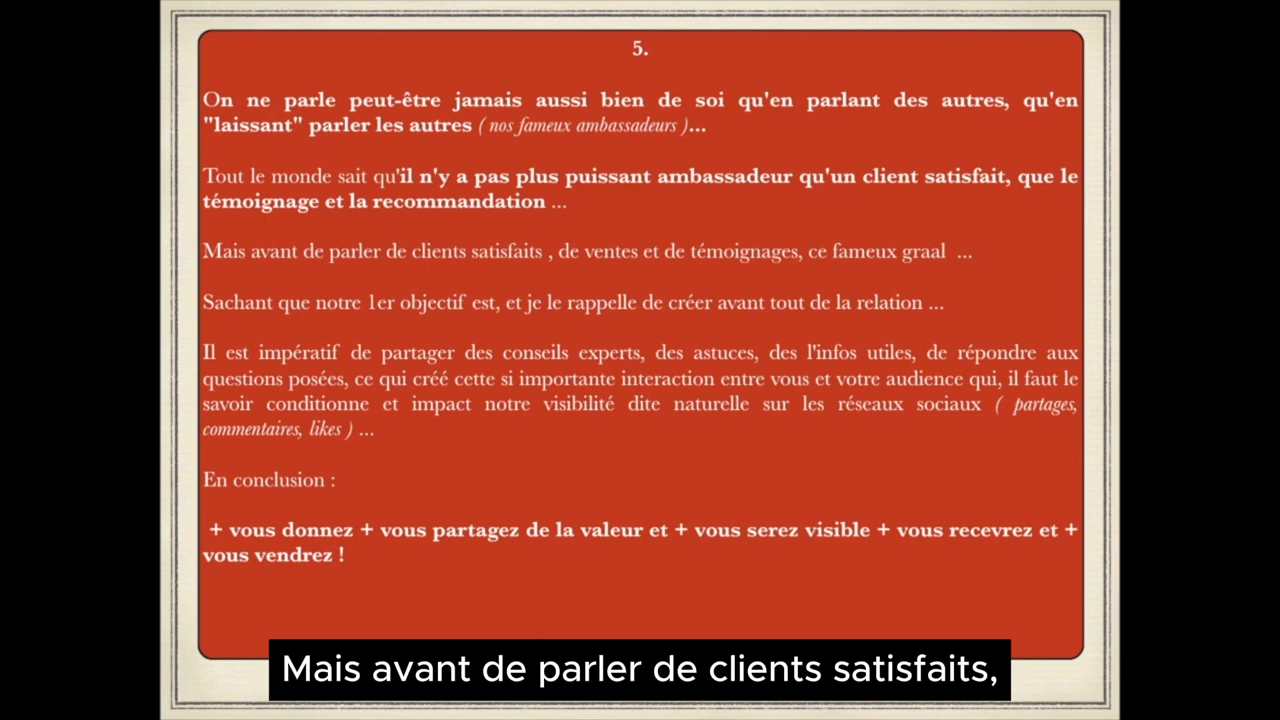 5.
On ne parle peut-être jamais aussi bien de soi qu'en parlant des autres, qu'en
"laissant" parler les autres ( nos fameux ambassadeurs )...
Tout le monde sait qu'il n'y a pas plus puissant ambassadeur qu'un client satisfait, que le
témoignage et la recommandation ...
Mais avant de parler de clients satisfaits , de ventes et de témoignages, ce fameux graal ...
Sachant que notre 1er objectif est, et je le rappelle de créer avant tout de la relation ...
Il est impératif de partager des conseils experts, des astuces, des l'infos utiles, de répondre aux
questions posées, ce qui créé cette si importante interaction entre vous et votre audience qui, il faut le
savoir conditionne et impact notre visibilité dite naturelle sur les réseaux sociaux ( partages,
commentaires, likes ) ...
En conclusion :
+ vous donnez + vous partagez de la valeur et + vous serez visible + vous recevrez et +
vous vendrez !
Mais avant de parler de clients satisfaits,